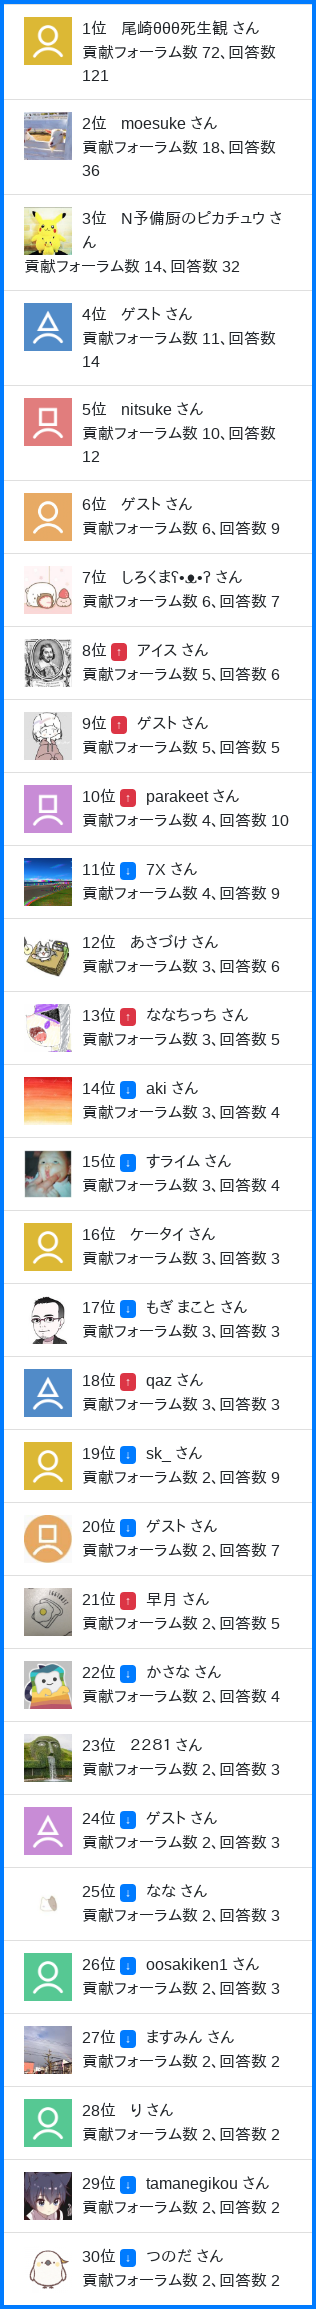 1位　尾崎θθθ死生観 さん
貢献フォーラム数 72、回答数
121
2位　moesuke さん
貢献フォーラム数 18、回答数
36
3位　N予備厨のピカチュウ さ
ん
貢献フォーラム数 14、回答数 32
4位　ゲスト さん
貢献フォーラム数 11、回答数
14
5位　nitsuke さん
貢献フォーラム数 10、回答数
12
6位　ゲスト さん
貢献フォーラム数 6、回答数 9
7位　しろくまʕ•ᴥ•ʔ さん
貢献フォーラム数 6、回答数 7
8位 ↑ アイス さん
貢献フォーラム数 5、回答数 6
9位 ↑ ゲスト さん
貢献フォーラム数 5、回答数 5
10位 ↑ parakeet さん
貢献フォーラム数 4、回答数 10
11位 ↓ 7X さん
貢献フォーラム数 4、回答数 9
12位　あさづけ さん
貢献フォーラム数 3、回答数 6
13位 ↑ ななちっち さん
貢献フォーラム数 3、回答数 5
14位 ↓ aki さん
貢献フォーラム数 3、回答数 4
15位 ↓ すライム さん
貢献フォーラム数 3、回答数 4
16位　ケータイ さん
貢献フォーラム数 3、回答数 3
17位 ↓ もぎ まこと さん
貢献フォーラム数 3、回答数 3
18位 ↑ qaz さん
貢献フォーラム数 3、回答数 3
19位 ↓ sk_ さん
貢献フォーラム数 2、回答数 9
20位 ↓ ゲスト さん
貢献フォーラム数 2、回答数 7
21位 ↑ 早月 さん
貢献フォーラム数 2、回答数 5
22位 ↓ かさな さん
貢献フォーラム数 2、回答数 4
23位　２２８１ さん
貢献フォーラム数 2、回答数 3
24位 ↓ ゲスト さん
貢献フォーラム数 2、回答数 3
25位 ↓ なな さん
貢献フォーラム数 2、回答数 3
26位 ↓ oosakiken1 さん
貢献フォーラム数 2、回答数 3
27位 ↓ ますみん さん
貢献フォーラム数 2、回答数 2
28位　り さん
貢献フォーラム数 2、回答数 2
29位 ↓ tamanegikou さん
貢献フォーラム数 2、回答数 2
30位 ↓ つのだ さん
貢献フォーラム数 2、回答数 2